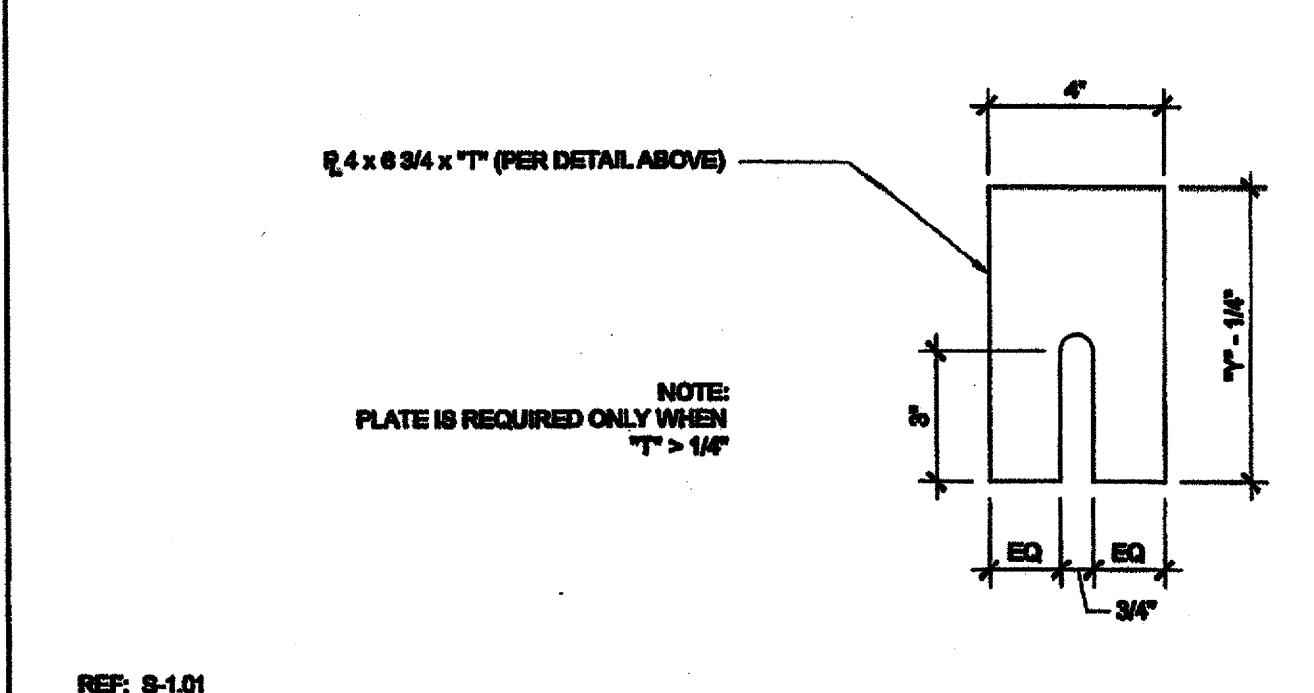 4"
PL 4 x 6 3/4 x "T" (PER DETAIL ABOVE)
"Y" - 1/4"
3"
NOTE:
PLATE IS REQUIRED ONLY WHEN
"T" > 1/4"
EQ EQ
3/4"
REF: S-1.01